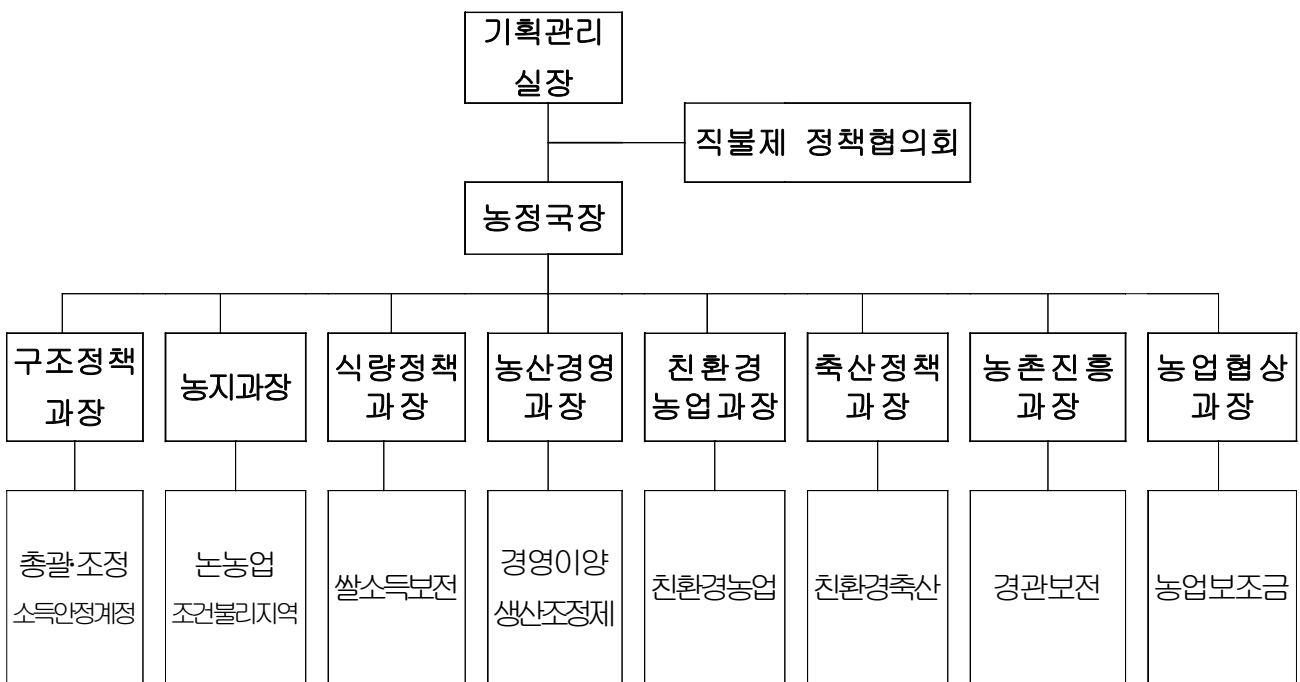 기획관리
실장
직불제 정책협의회
농정국장
구조정책
과장
농지과장
식량정책
과장
농산경영
과장
친환경
농업과장
축산정책
과장
농촌진흥
과장
농업협상
과장
총괄·조정
소득안정계정
논농업
조건불리지역
쌀소득보전
경영이양
생산조정제
친환경농업
친환경축산
경관보전
농업보조금